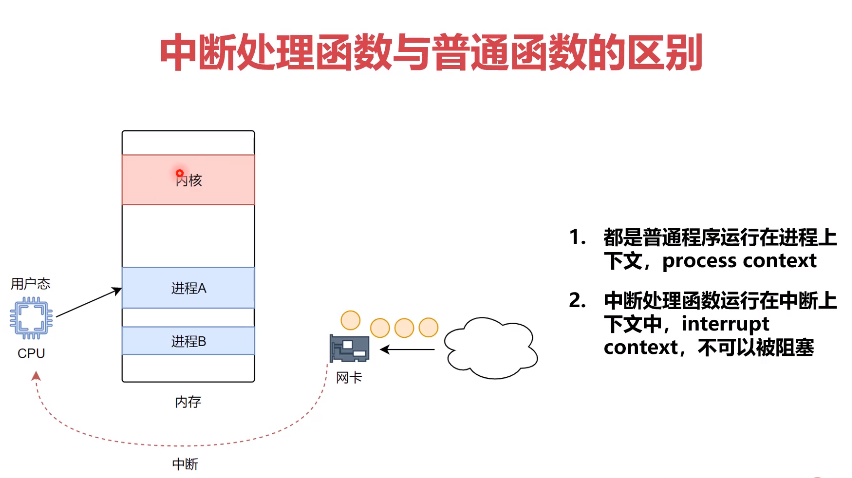 中断处理函数与普通函数的区别
内核
用户态
进程A
进程B
CPU
内存
网卡
中断
1. 都是普通程序运行在进程上
下文，process context
2. 中断处理函数运行在中断上
下文中，interrupt
context，不可以被阻塞